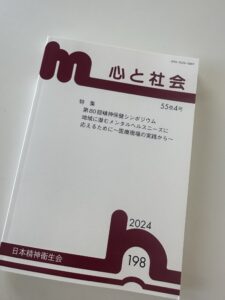 心と社会
特集
55巻4号
第80回精神保健シンポジウム
地域に潜むメンタルヘルスニーズに
応えるために〜医療現場の実践から〜
2024
198
日本精神衛生会